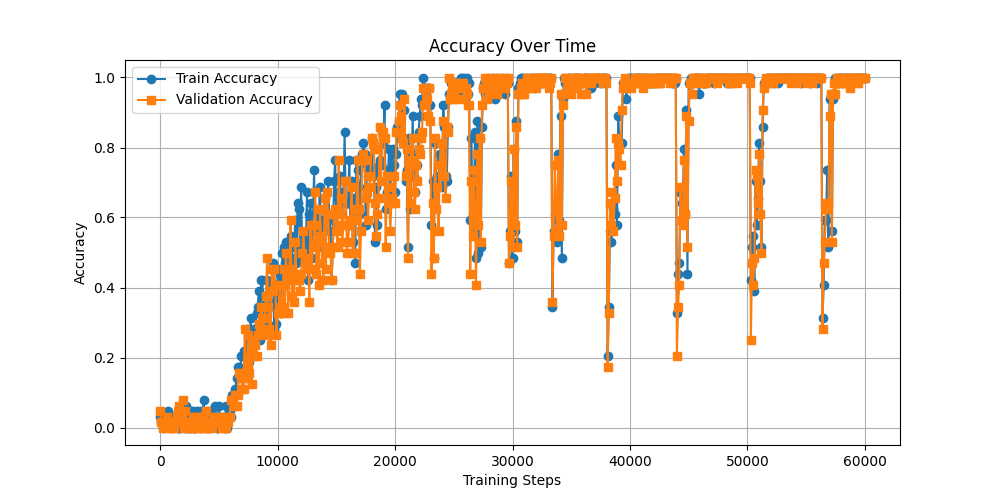 Accuracy Over Time
Train Accuracy
Validation Accuracy
1.0
0.8
0.6
0.4
0.2
0.0
Accuracy
0
10000
20000
30000
40000
50000
60000
Training Steps